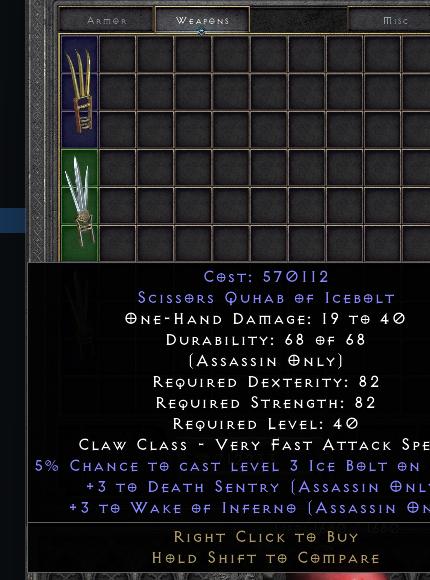 Armor
Weapons
Misc
Cost: 570112
Scissors Quhab of Icebolt
One-Hand Damage: 19 to 40
Durability: 68 of 68
(Assassin Only)
Required Dexterity: 82
Required Strength: 82
Required Level: 40
Claw Class - Very Fast Attack Spe
5% Chance to cast level 3 Ice Bolt on
+3 to Death Sentry (Assassin Onl
+3 to Wake of Inferno (Assassin On
Right Click to Buy
Hold Shift to Compare